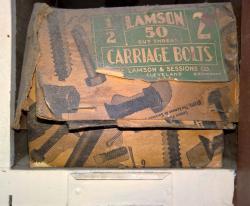 1/2 LAMSON 2
50
CUT THREAD
CARRIAGE BOLTS
LAMSON & SESSIONS CO.
CLEVELAND